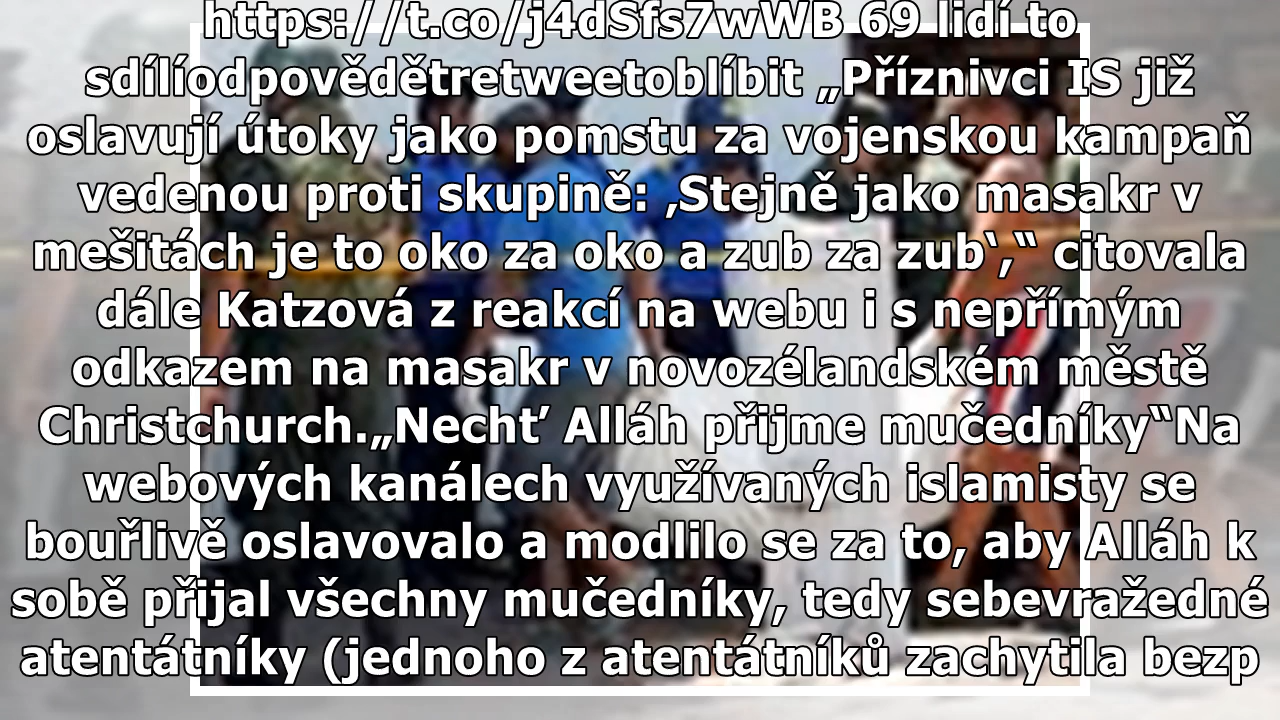 https://t.co/j4dSfs7wWB 69 lidí to
sdílíodpovědětretweetoblíbit „Příznivci IS již
oslavují útoky jako pomstu za vojenskou kampaň
vedenou proti skupině: ‚Stejně jako masakr v
mešitách je to oko za oko a zub za zub‘,“ citovala
dále Katzová z reakcí na webu i s nepřímým
odkazem na masakr v novozélandském městě
Christchurch.„Nechť Alláh přijme mučedníky“Na
webových kanálech využívaných islamisty se
bouřlivě oslavovalo a modlilo se za to, aby Alláh k
sobě přijal všechny mučedníky, tedy sebevražedné
atentátníky (jednoho z atentátníků zachytila bezp